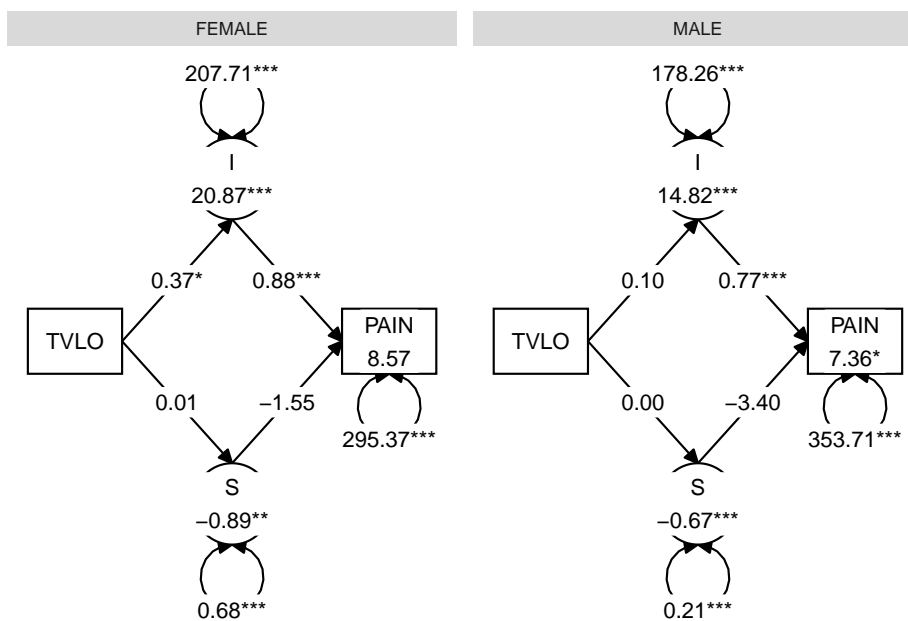 FEMALE
207.71***
I
20.87***
0.37*
0.88***
TVLO
PAIN
8.57
0.01
−1.55
295.37***
S
−0.89**
0.68***
MALE
178.26***
I
14.82***
0.10
0.77***
TVLO
PAIN
7.36*
0.00
−3.40
353.71***
S
−0.67***
0.21***